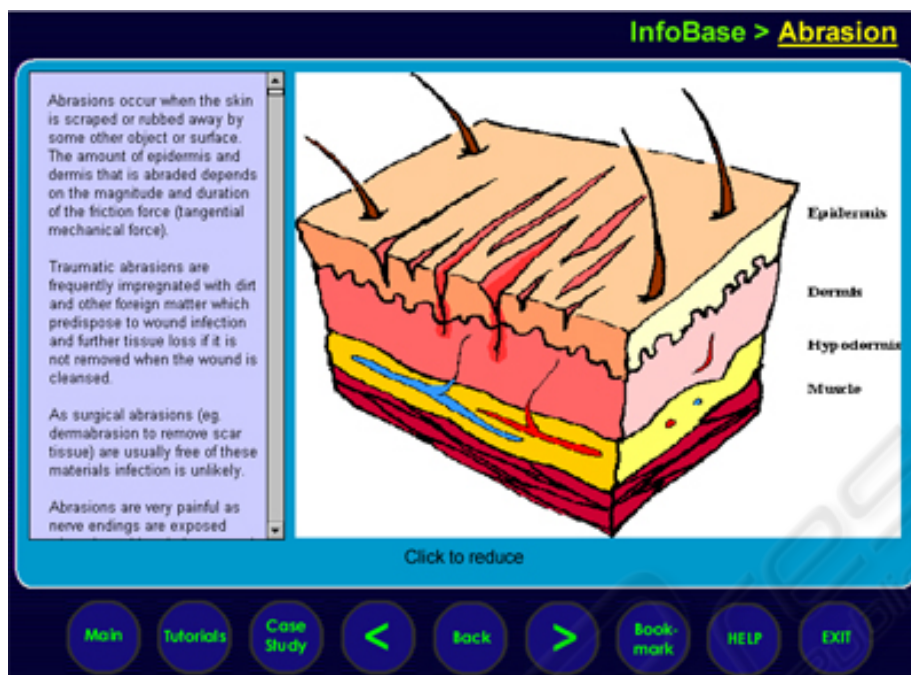 InfoBase > Abrasion
Abrasions occur when the skin
is scraped or rubbed away by
some other object or surface.
The amount of epidermis and
dermis that is abraded depends
on the magnitude and duration
of the friction force (tangential
mechanical force).
Traumatic abrasions are
frequently impregnated with dirt
and other foreign matter which
predispose to wound infection
and further tissue loss if it is
not removed when the wound is
cleansed.
As surgical abrasions (eg.
dermabrasion to remove scar
tissue) are usually free of these
materials infection is unlikely.
Abrasions are very painful as
nerve endings are exposed
Epidermis
Dermis
Hypodermis
Muscle
Click to reduce
Main
Tutorials
Case
Study
<
Back
>
Book-
mark
HELP
EXIT